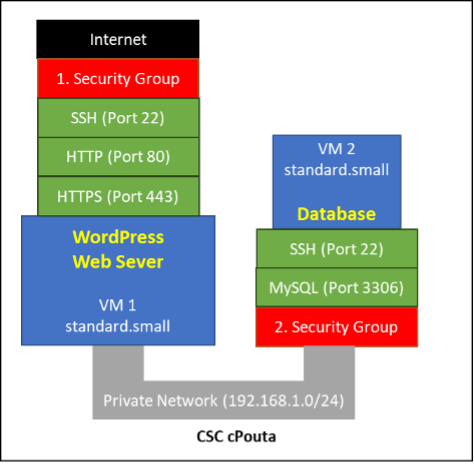 Internet
1. Security Group
SSH (Port 22)
HTTP (Port 80)
HTTPS (Port 443)
WordPress
Web Sever
VM 1
standard.small
VM 2
standard.small
Database
SSH (Port 22)
MySQL (Port 3306)
2. Security Group
Private Network (192.168.1.0/24)
CSC cPouta